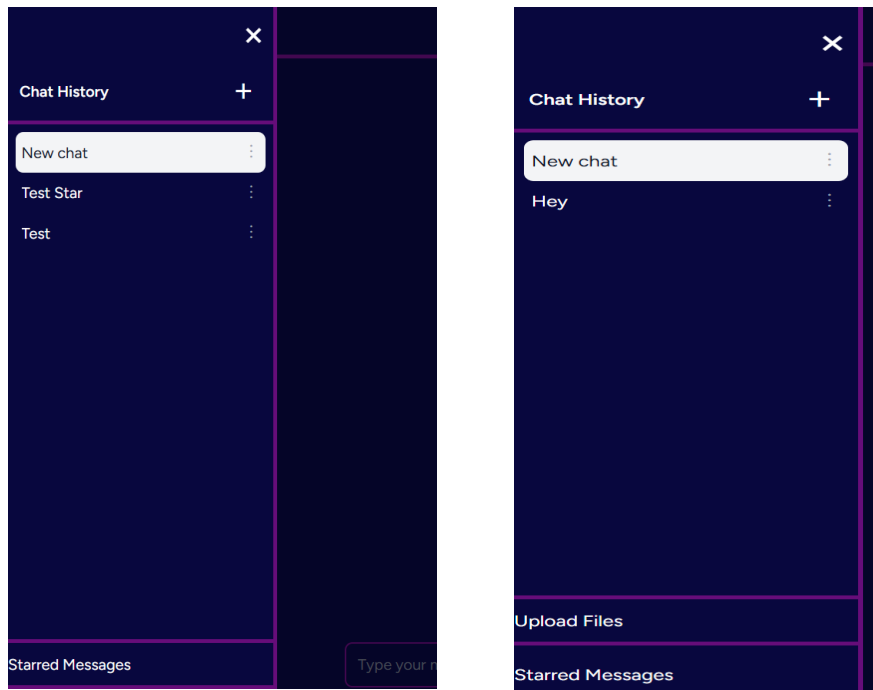 Chat History
New chat
Test Star
Test
Starred Messages
Type your m
Chat History
New chat
Hey
Upload Files
Starred Messages